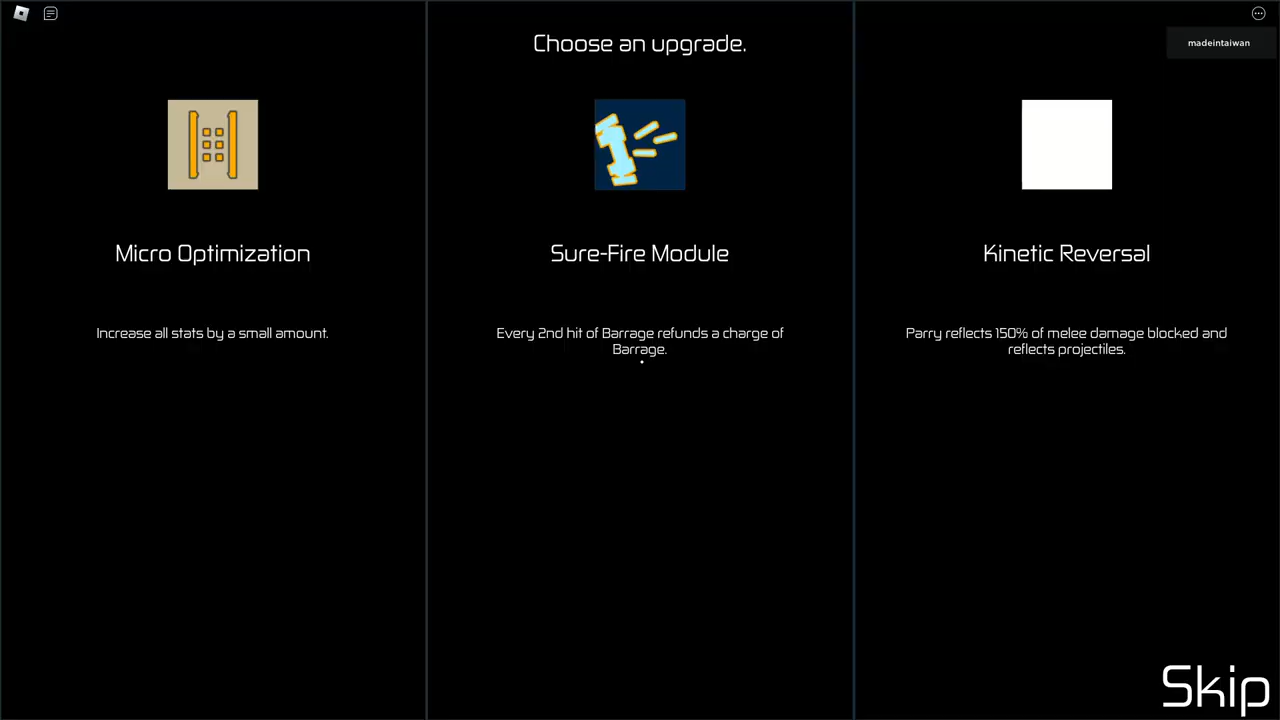 Choose an upgrade.
madeintaiwan
Micro Optimization
Increase all stats by a small amount.
Sure-Fire Module
Every 2nd hit of Barrage refunds a charge of
Barrage.
Kinetic Reversal
Parry reflects 150% of melee damage blocked and
reflects projectiles.
Skip